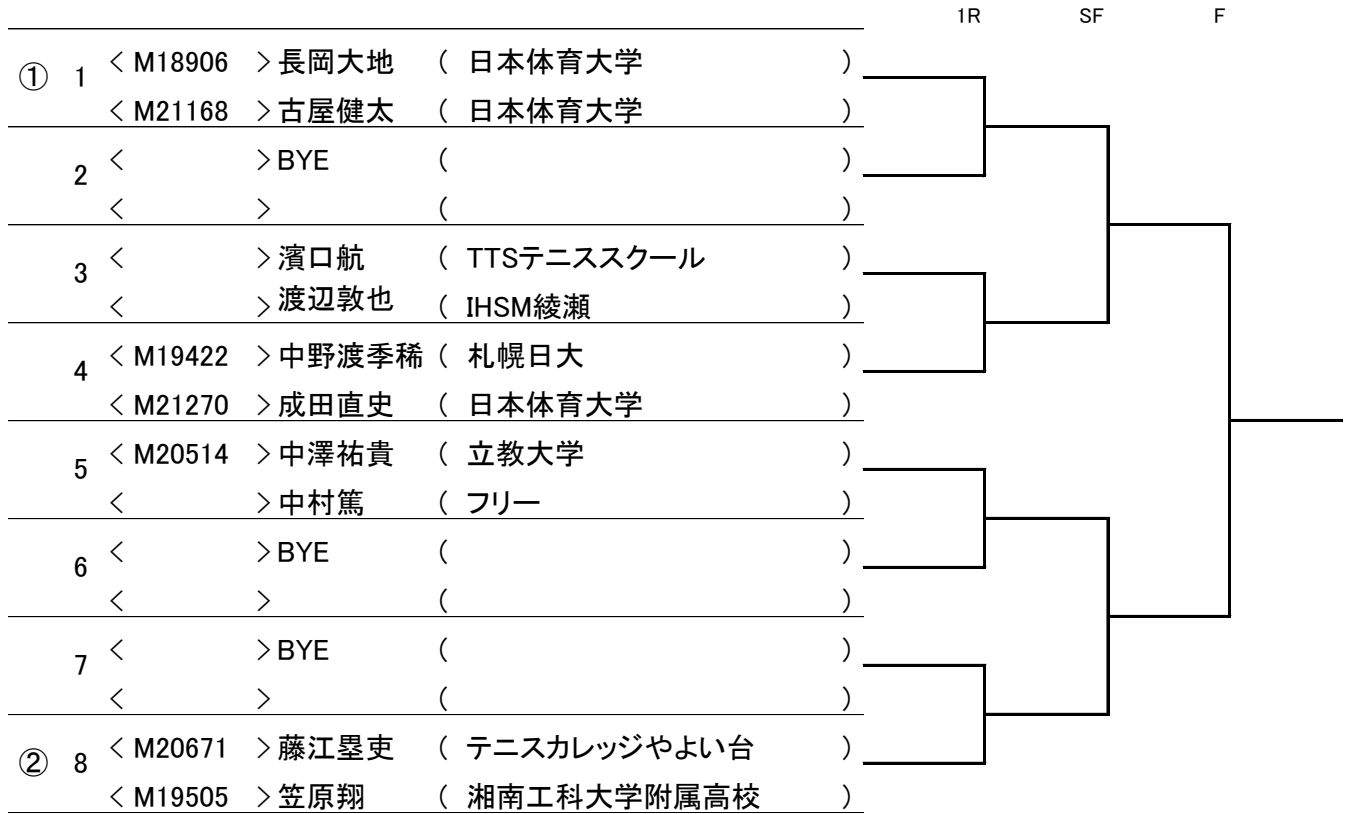 1R SF F
① 1 < M18906 > 長岡大地 ( 日本体育大学 )
< M21168 > 古屋健太 ( 日本体育大学 )
2 < > BYE ( )
< > ( )
3 < > 濱口航 ( TTSテニススクール )
< > 渡辺敦也 ( IHSM綾瀬 )
4 < M19422 > 中野渡季稀 ( 札幌日大 )
< M21270 > 成田直史 ( 日本体育大学 )
5 < M20514 > 中澤祐貴 ( 立教大学 )
< > 中村篤 ( フリー )
6 < > BYE ( )
< > ( )
7 < > BYE ( )
< > ( )
② 8 < M20671 > 藤江塁吏 ( テニスカレッジやよい台 )
< M19505 > 笠原翔 ( 湘南工科大学附属高校 )